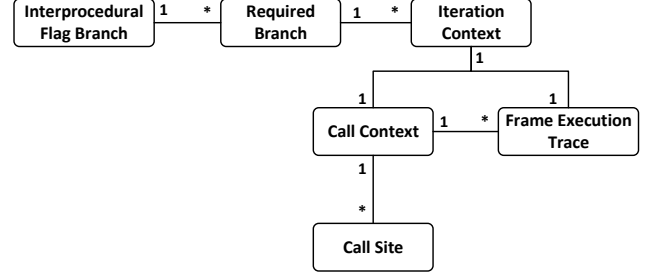 Interprocedural
Flag Branch
1
*
Required
Branch
1
*
Iteration
Context
1
1
1
Call Context
1
*
Frame Execution
Trace
1
*
Call Site